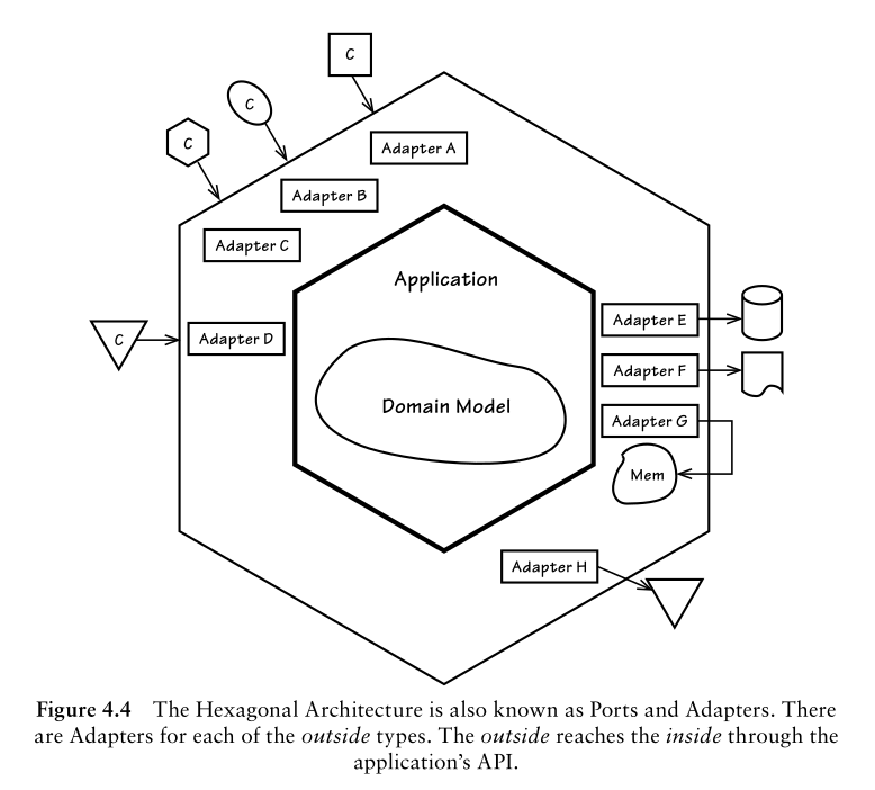 C
C
Adapter A
C
Adapter B
Adapter C
Application
Adapter E
C
Adapter D
Adapter F
Domain Model
Adapter G
Mem
Adapter H
Figure 4.4 The Hexagonal Architecture is also known as Ports and Adapters. There
are Adapters for each of the outside types. The outside reaches the inside through the
application's API.